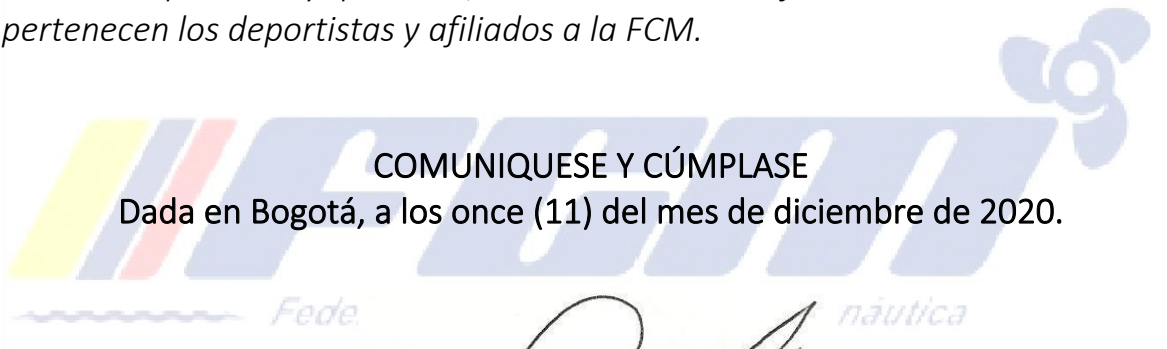 pertenecen los deportistas y afiliados a la FCM.
FCM
COMUNIQUESE Y CÚMPLASE
Dada en Bogotá, a los once (11) del mes de diciembre de 2020.
Fede náutica